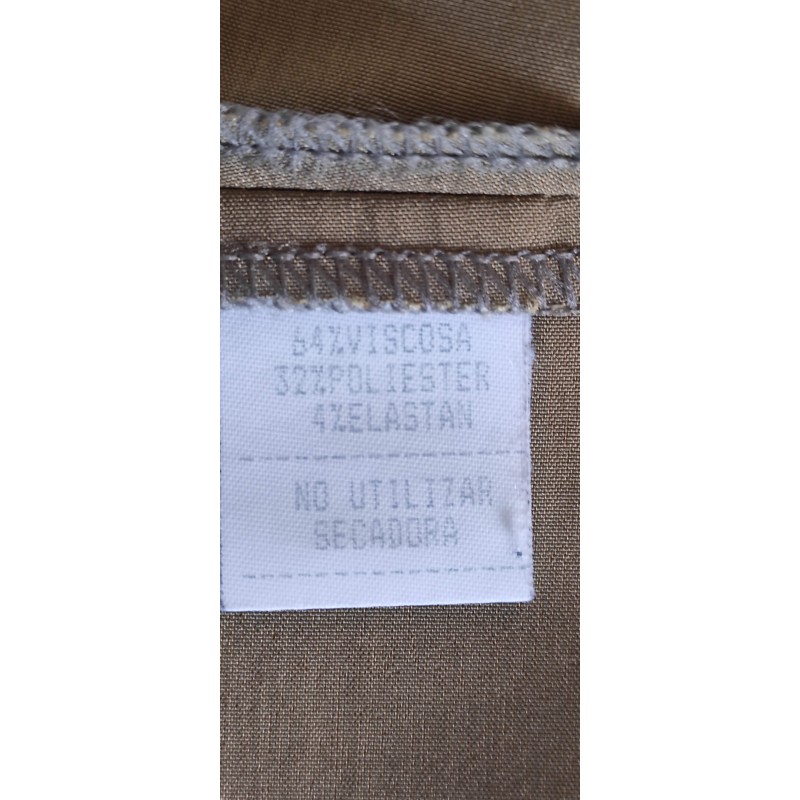 64%VISCOSA
32%POLIESTER
4%ELASTAN
NO UTILIZAR
SECADORA